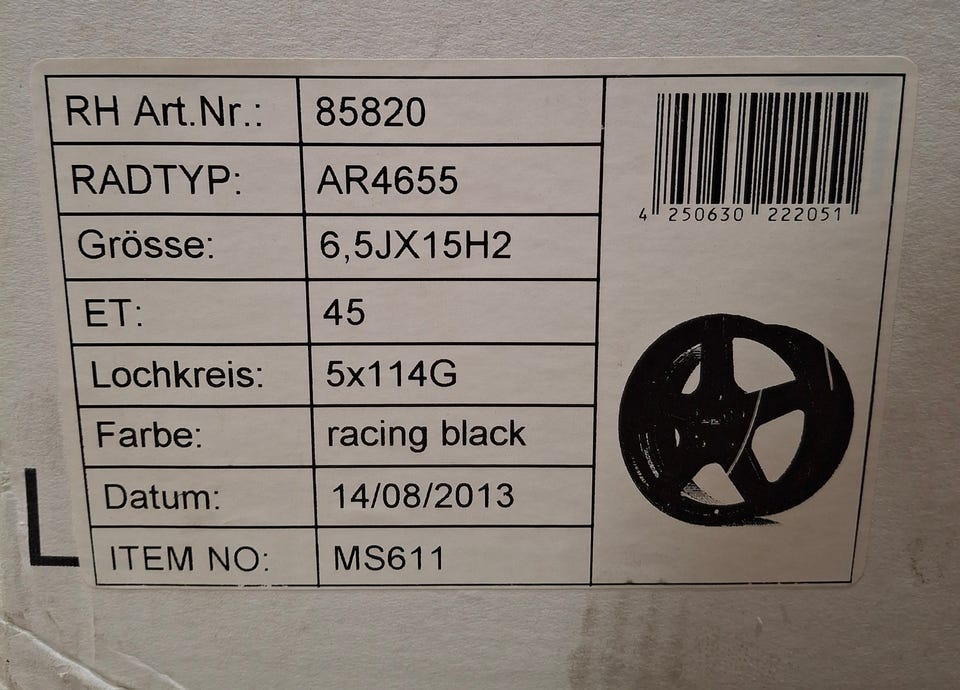 RH Art.Nr.: 85820
RADTYP: AR4655
Grösse: 6,5JX15H2
ET: 45
Lochkreis: 5x114G
Farbe: racing black
Datum: 14/08/2013
ITEM NO: MS611
4 250630 222051
L